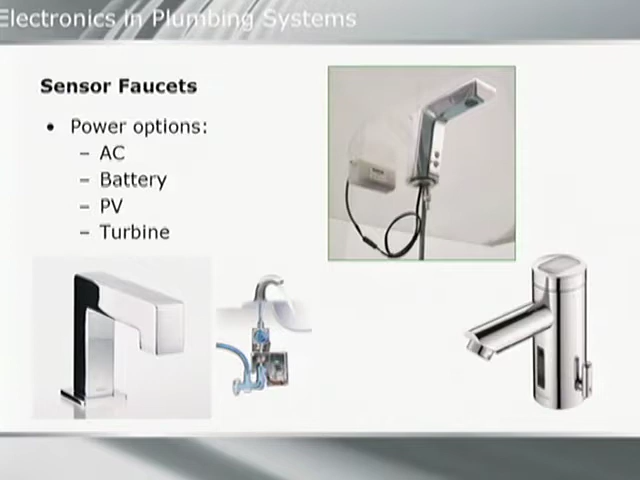 Electronics in Plumbing Systems
Sensor Faucets
• Power options:
– AC
– Battery
– PV
– Turbine